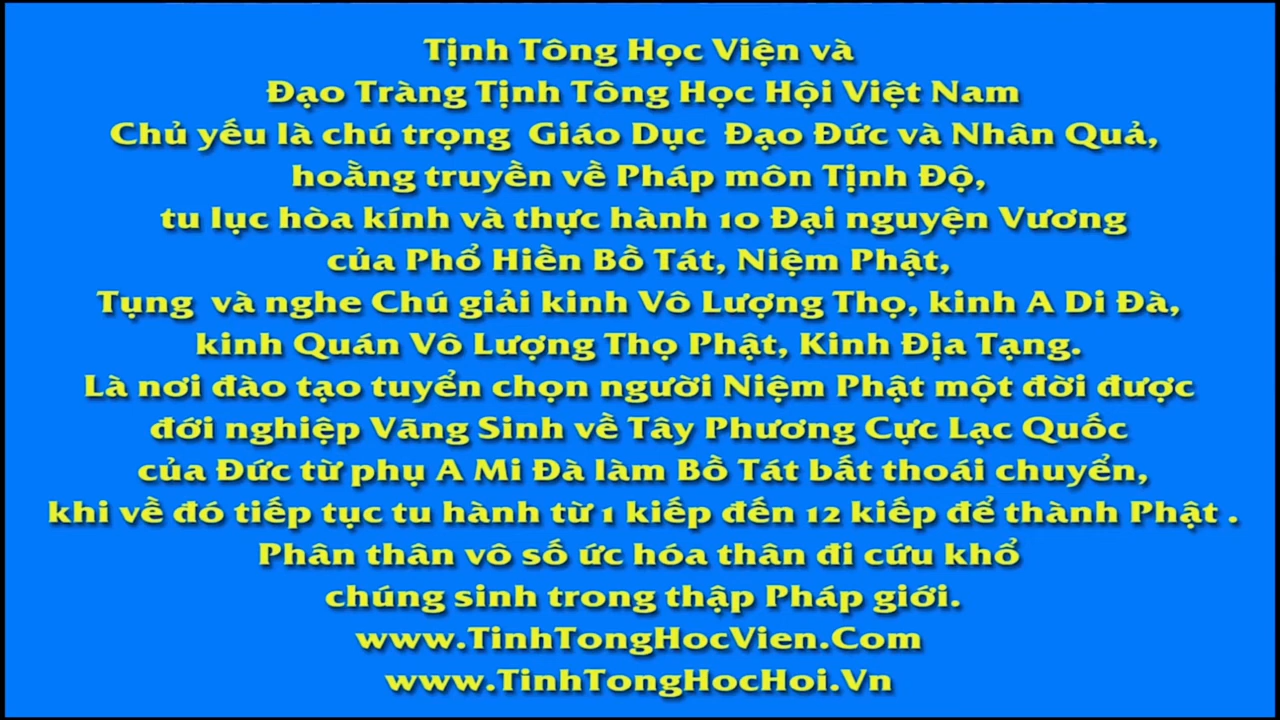 Tịnh Tông Học Viện và
Đạo Tràng Tịnh Tông Học Hội Việt Nam
Chủ yếu là chú trọng Giáo Dục Đạo Đức và Nhân Quả,
hoằng truyền về Pháp môn Tịnh Độ,
tu lục hòa kính và thực hành 10 Đại nguyện Vương
của Phổ Hiền Bồ Tát, Niệm Phật,
Tụng và nghe Chú giải kinh Vô Lượng Thọ, kinh A Di Đà,
kinh Quán Vô Lượng Thọ Phật, Kinh Địa Tạng.
Là nơi đào tạo tuyển chọn người Niệm Phật một đời được
đới nghiệp Vãng Sinh về Tây Phương Cực Lạc Quốc
của Đức từ phụ A Mi Đà làm Bồ Tát bất thoái chuyển,
khi về đó tiếp tục tu hành từ 1 kiếp đến 12 kiếp để thành Phật .
Phân thân vô số ức hóa thân đi cứu khổ
chúng sinh trong thập Pháp giới.
www.TinhTongHocVien.Com
www.TinhTongHocHoi.Vn